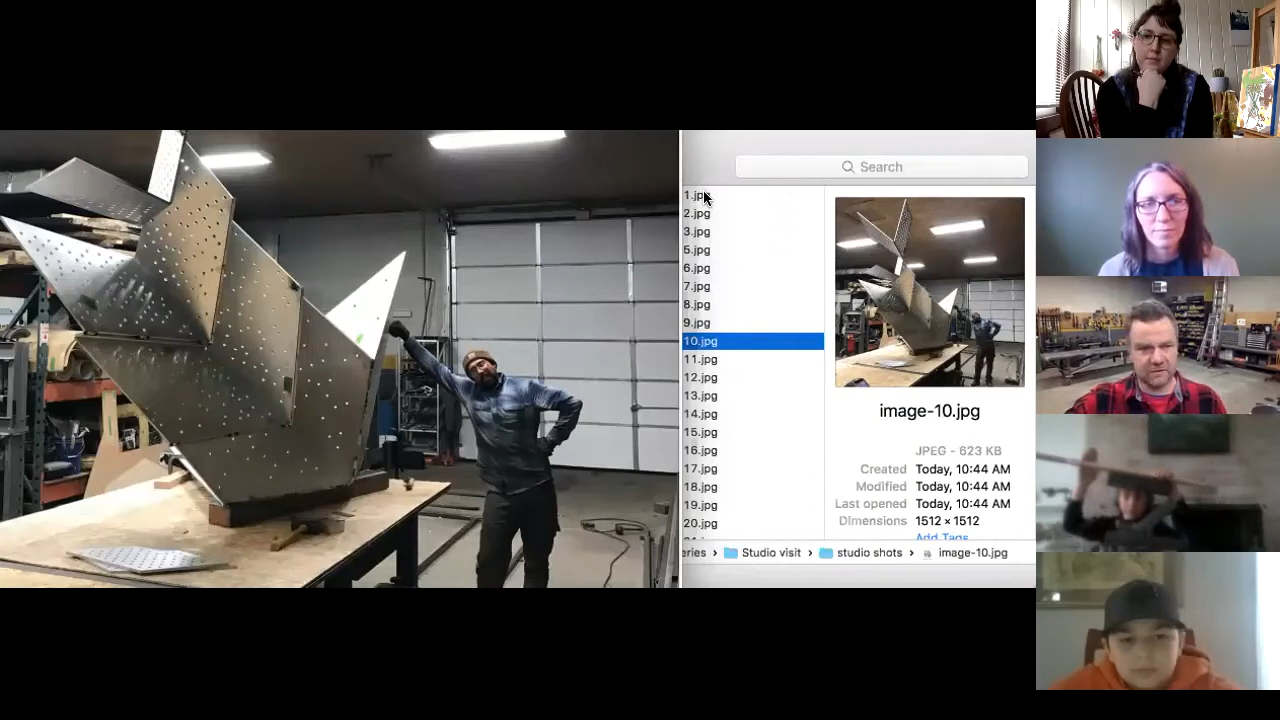 Search
1.jpg
2.jpg
3.jpg
5.jpg
6.jpg
7.jpg
8.jpg
9.jpg
10.jpg
11.jpg
12.jpg
13.jpg
14.jpg
15.jpg
16.jpg
17.jpg
18.jpg
19.jpg
20.jpg
image-10.jpg
JPEG - 623 KB
Created Today, 10:44 AM
Modified Today, 10:44 AM
Last opened Today, 10:44 AM
Dimensions 1512 × 1512
Add Tags...
eries › Studio visit › studio shots › image-10.jpg